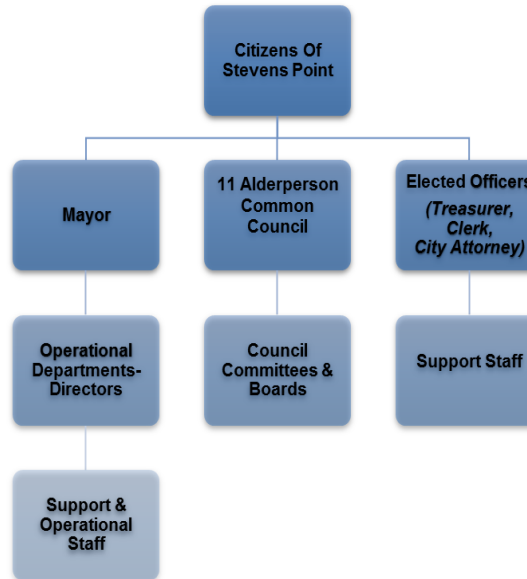 Citizens Of
Stevens Point
Mayor
11 Alderperson
Common
Council
Elected Officers
(Treasurer,
Clerk,
City Attorney)
Operational
Departments-
Directors
Council
Committees &
Boards
Support Staff
Support &
Operational
Staff